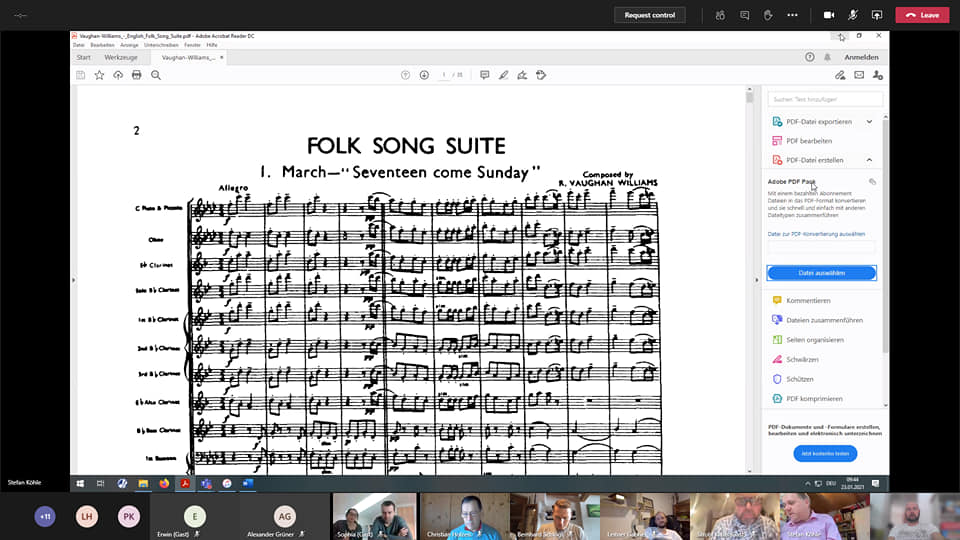 --:--
Request control
Leave
Vaughan-Williams_-_English_Folk_Song_Suite.pdf - Adobe Acrobat Reader DC
Datei Bearbeiten Anzeige Unterschreiben Fenster Hilfe
Start Werkzeuge Vaughan-Williams_... × Anmelden
1 / 35
Suchen: 'Text hinzufügen'
PDF-Datei exportieren
PDF bearbeiten
PDF-Datei erstellen
Adobe PDF Pack
Mit einem bezahlten Abonnement
Dateien in das PDF-Format konvertieren
und sie schnell und einfach mit anderen
Dateitypen zusammenführen
Datei zur PDF-Konvertierung auswählen
Datei auswählen
Kommentieren
Dateien zusammenführen
Seiten organisieren
Schwärzen
Schützen
PDF komprimieren
PDF-Dokumente und -Formulare erstellen,
bearbeiten und elektronisch unterzeichnen
Jetzt kostenlos testen
2
FOLK SONG SUITE
1. March—"Seventeen come Sunday"
Composed by
R. VAUGHAN WILLIAMS
Allegro
C Flute & Piccolo
Oboe
E♭ Clarinet
Solo B♭ Clarinet
1st B♭ Clarinet
2nd B♭ Clarinet
3rd B♭ Clarinet
E♭ Alto Clarinet
B♭ Bass Clarinet
1st Bassoon
Stefan Köhle
DEU
09:44
23.01.2021
+11
LH
PK
E
Erwin (Gast)
AG
Alexander Grüner
Sophia (Gast)
Christian
Bernhard
Stefan Köhle